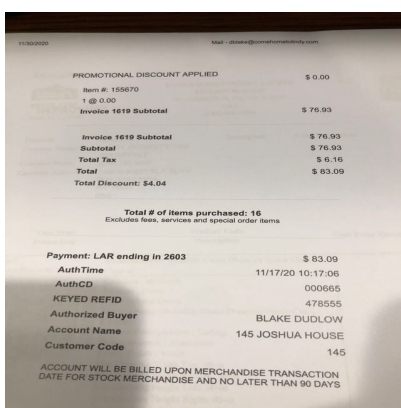 11/30/2020 Mail - dblake@
PROMOTIONAL DISCOUNT APPLIED $ 0.00
Item #: 155670
1 @ 0.00
Invoice 1619 Subtotal $ 76.93
Invoice 1619 Subtotal $ 76.93
Subtotal $ 76.93
Total Tax $ 6.16
Total $ 83.09
Total Discount: $4.04
Total # of items purchased: 16
Excludes fees, services and special order items
Payment: LAR ending in 2603 $ 83.09
AuthTime 11/17/20 10:17:06
AuthCD 000665
KEYED REFID 478555
Authorized Buyer BLAKE DUDLOW
Account Name 145 JOSHUA HOUSE
Customer Code 145
ACCOUNT WILL BE BILLED UPON MERCHANDISE TRANSACTION
DATE FOR STOCK MERCHANDISE AND NO LATER THAN 90 DAYS